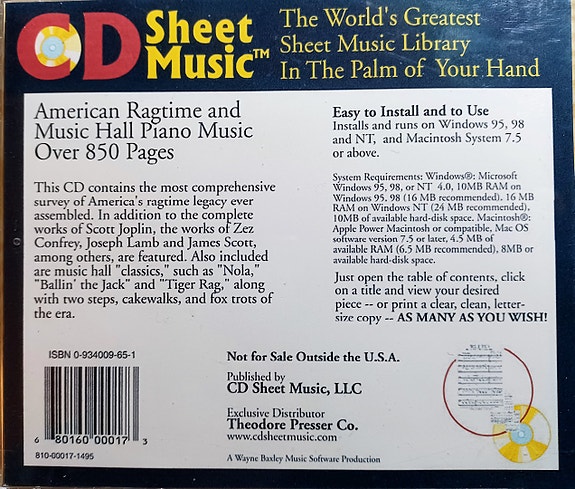 CD Sheet Music™
The World's Greatest
Sheet Music Library
In The Palm of Your Hand
American Ragtime and
Music Hall Piano Music
Over 850 Pages
This CD contains the most comprehensive
survey of America's ragtime legacy ever
assembled. In addition to the complete
works of Scott Joplin, the works of Zez
Confrey, Joseph Lamb and James Scott,
among others, are featured. Also included
are music hall "classics," such as "Nola,"
"Ballin' the Jack" and "Tiger Rag," along
with two steps, cakewalks, and fox trots of
the era.
Easy to Install and to Use
Installs and runs on Windows 95, 98
and NT, and Macintosh System 7.5
or above.
System Requirements: Windows®: Microsoft
Windows 95, 98, or NT 4.0, 10MB RAM on
Windows 95, 98 (16 MB recommended). 16 MB
RAM on Windows NT (24 MB recommended),
10MB of available hard-disk space. Macintosh®:
Apple Power Macintosh or compatible, Mac OS
software version 7.5 or later, 4.5 MB of
available RAM (6.5 MB recommended), 8MB or
available hard-disk space.
Just open the table of contents, click
on a title and view your desired
piece -- or print a clear, clean, letter-
size copy -- AS MANY AS YOU WISH!
ISBN 0-934009-65-1
6 80160 00017 3
810-00017-1495
Not for Sale Outside the U.S.A.
Published by
CD Sheet Music, LLC
Exclusive Distributor
Theodore Presser Co.
www.cdsheetmusic.com
A Wayne Baxley Music Software Production